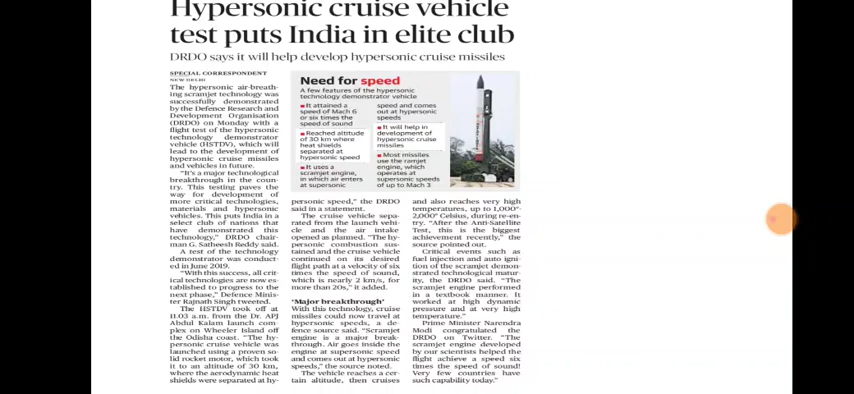 Hypersonic cruise vehicle
test puts India in elite club
DRDO says it will help develop hypersonic cruise missiles
SPECIAL CORRESPONDENT
NEW DELHI
The hypersonic air-breath-
ing scramjet technology was
successfully demonstrated
by the Defence Research and
Development Organisation
(DRDO) on Monday with a
flight test of the hypersonic
technology demonstrator
vehicle (HSTDV), which will
lead to the development of
hypersonic cruise missiles
and vehicles in future.
"It's a major technological
breakthrough in the coun-
try. This testing paves the
way for development of
more critical technologies,
materials and hypersonic
vehicles. This puts India in a
select club of nations that
have demonstrated this
technology," DRDO chair-
man G. Satheesh Reddy said.
A test of the technology
demonstrator was conduct-
ed in June 2019.
"With this success, all crit-
ical technologies are now es-
tablished to progress to the
next phase," Defence Minis-
ter Rajnath Singh tweeted.
The HSTDV took off at
11.03 a.m. from the Dr. APJ
Abdul Kalam launch com-
plex on Wheeler Island off
the Odisha coast. "The hy-
personic cruise vehicle was
launched using a proven so-
lid rocket motor, which took
it to an altitude of 30 km,
where the aerodynamic heat
shields were separated at hy-
Need for speed
A few features of the hypersonic
technology demonstrator vehicle
It attained a
speed of Mach 6
or six times the
speed of sound
Reached altitude
of 30 km where
heat shields
separated at
hypersonic speed
It uses a
scramjet engine,
in which air enters
at supersonic
speed and comes
out at hypersonic
speeds
It will help in
development of
hypersonic cruise
missiles
Most missiles
use the ramjet
engine, which
operates at
supersonic speeds
of up to Mach 3
personic speed," the DRDO
said in a statement.
The cruise vehicle sepa-
rated from the launch vehi-
cle and the air intake
opened as planned. "The hy-
personic combustion sus-
tained and the cruise vehicle
continued on its desired
flight path at a velocity of six
times the speed of sound,
which is nearly 2 km/s, for
more than 20s," it added.
'Major breakthrough'
With this technology, cruise
missiles could now travel at
hypersonic speeds, a de-
fence source said. "Scramjet
engine is a major break-
through. Air goes inside the
engine at supersonic speed
and comes out at hypersonic
speeds," the source noted.
The vehicle reaches a cer-
tain altitude, then cruises
and also reaches very high
temperatures, up to 1,000°-
2,000° Celsius, during re-en-
try. "After the Anti-Satellite
Test, this is the biggest
achievement recently," the
source pointed out.
Critical events such as
fuel injection and auto igni-
tion of the scramjet demon-
strated technological matur-
ity, the DRDO said. "The
scramjet engine performed
in a textbook manner. It
worked at high dynamic
pressure and at very high
temperature."
Prime Minister Narendra
Modi congratulated the
DRDO on Twitter. "The
scramjet engine developed
by our scientists helped the
flight achieve a speed six
times the speed of sound!
Very few countries have
such capability today."